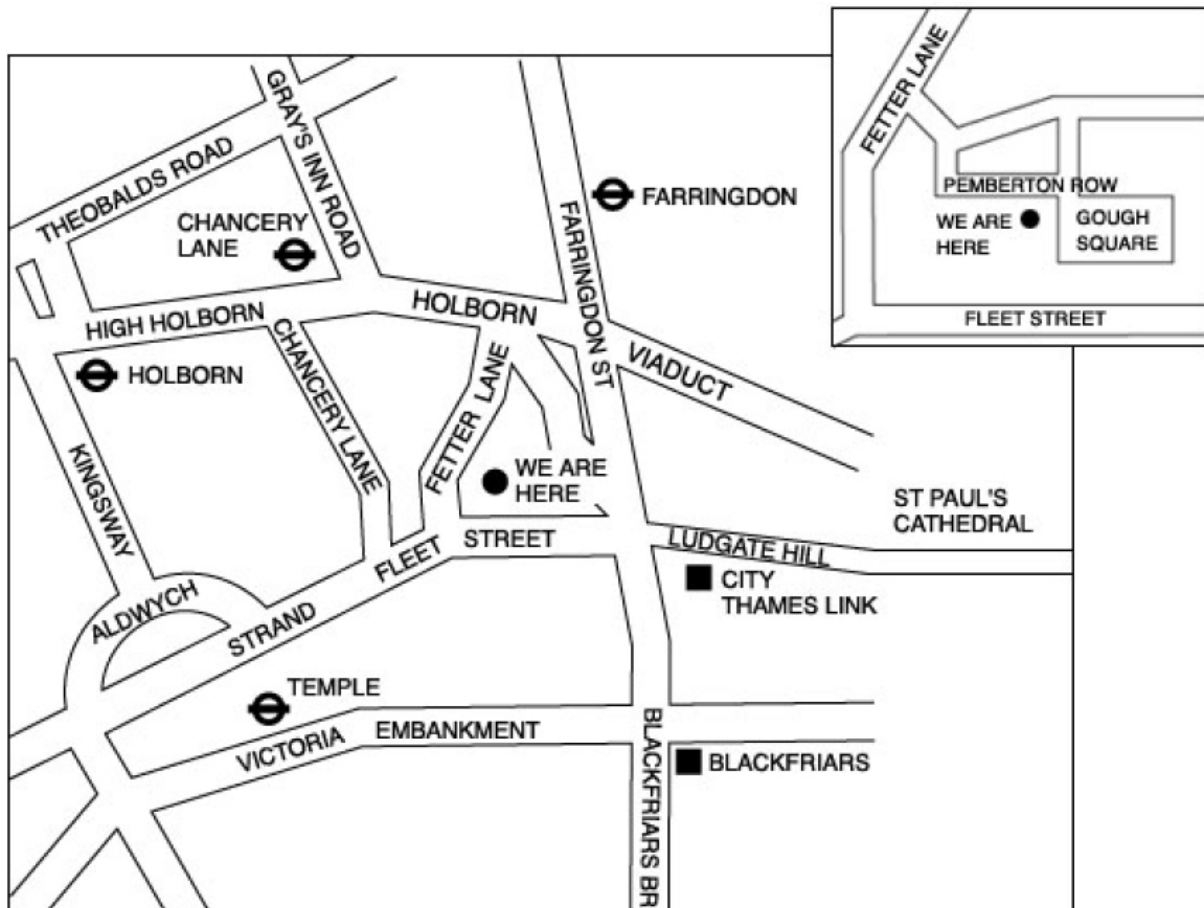 GRAY'S INN ROAD
THEOBALDS ROAD
CHANCERY
LANE
FARRINGDON
FARRINGDON ST
HIGH HOLBORN
HOLBORN
VIADUCT
HOLBORN
CHANCERY LANE
FETTER LANE
KINGSWAY
WE ARE
HERE
ST PAUL'S
CATHEDRAL
FLEET STREET
LUDGATE HILL
CITY
THAMES LINK
ALDWYCH
STRAND
TEMPLE
VICTORIA EMBANKMENT
BLACKFRIARS
BLACKFRIARS BR
FETTER LANE
PEMBERTON ROW
WE ARE
HERE
GOUGH
SQUARE
FLEET STREET